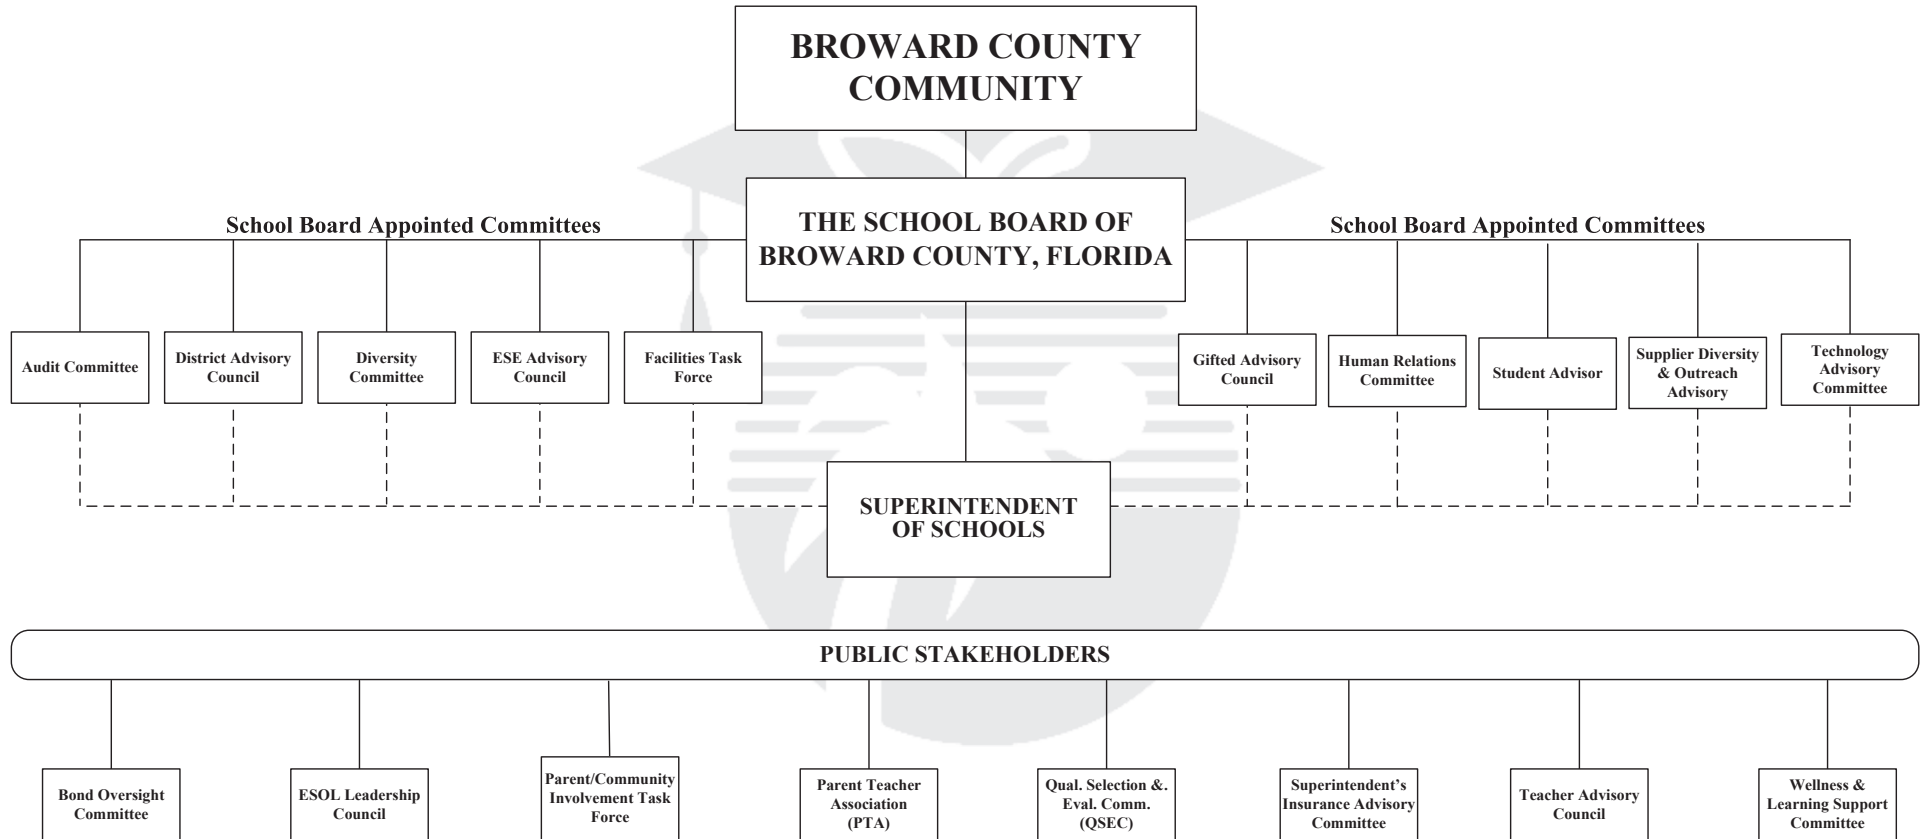 BROWARD COUNTY
COMMUNITY
THE SCHOOL BOARD OF
BROWARD COUNTY, FLORIDA
School Board Appointed Committees
School Board Appointed Committees
Audit Committee
District Advisory
Council
Diversity
Committee
ESE Advisory
Council
Facilities Task
Force
Gifted Advisory
Council
Human Relations
Committee
Student Advisor
Supplier Diversity
& Outreach
Advisory
Technology
Advisory
Committee
SUPERINTENDENT
OF SCHOOLS
PUBLIC STAKEHOLDERS
Bond Oversight
Committee
ESOL Leadership
Council
Parent/Community
Involvement Task
Force
Parent Teacher
Association
(PTA)
Qual. Selection &.
Eval. Comm.
(QSEC)
Superintendent’s
Insurance Advisory
Committee
Teacher Advisory
Council
Wellness &
Learning Support
Committee